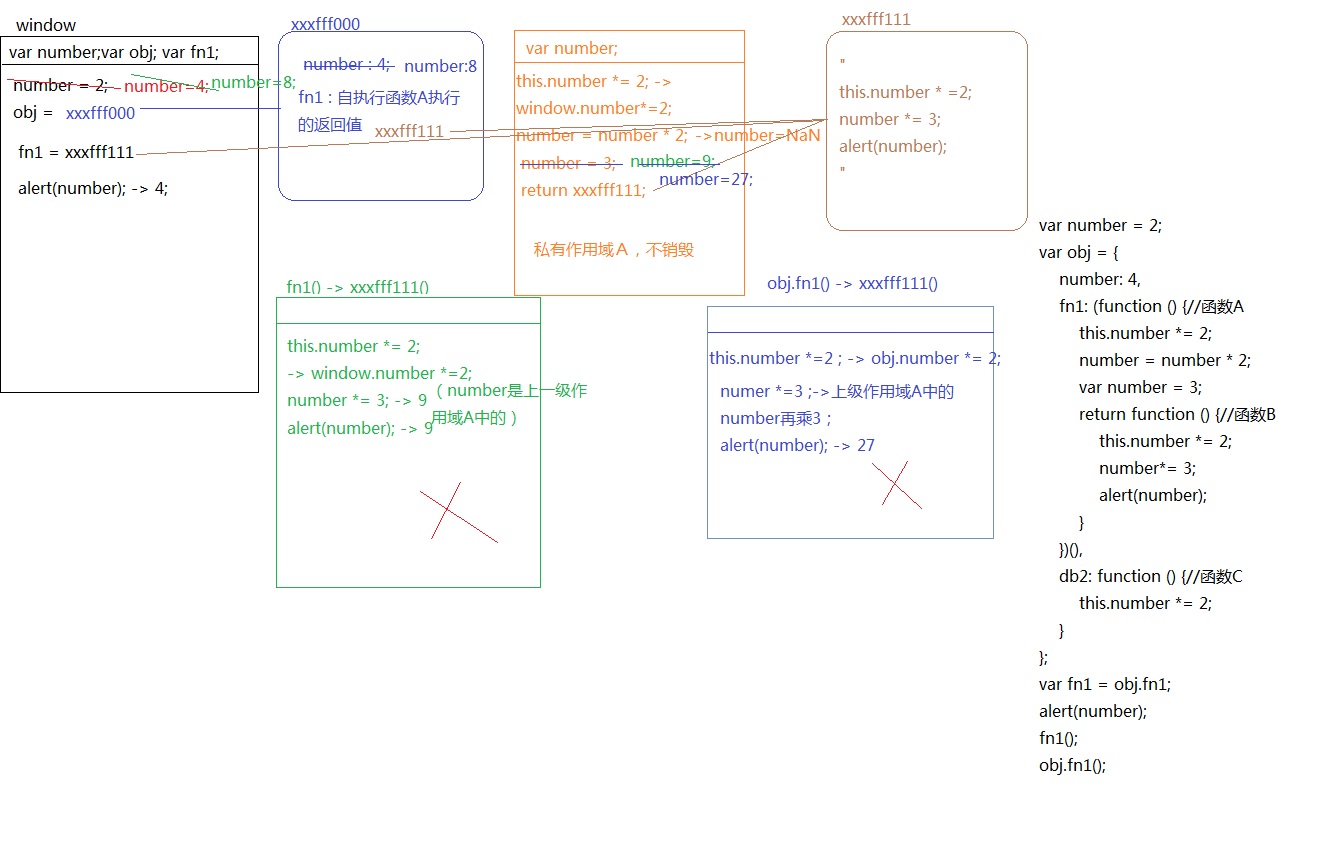 window
var number;var obj; var fn1;
number = 2; number=4; number=8;
obj = xxxfff000
fn1 = xxxfff111
alert(number); -> 4;
xxxfff000
number : 4; number:8
fn1 : 自执行函数A执行
的返回值 xxxfff111
var number;
this.number *= 2; ->
window.number*=2;
number = number * 2; ->number=NaN
number = 3; number=9;
number=27;
return xxxfff111;
私有作用域A，不销毁
xxxfff111
"
this.number * =2;
number *= 3;
alert(number);
"
fn1() -> xxxfff111()
this.number *= 2;
-> window.number *=2;
number *= 3; -> 9（number是上一级作
用域A中的）
alert(number); -> 9
obj.fn1() -> xxxfff111()
this.number *=2 ; -> obj.number *= 2;
numer *=3 ;->上级作用域A中的
number再乘3；
alert(number); -> 27
var number = 2;
var obj = {
number: 4,
fn1: (function () {//函数A
this.number *= 2;
number = number * 2;
var number = 3;
return function () {//函数B
this.number *= 2;
number*= 3;
alert(number);
}
})(),
db2: function () {//函数C
this.number *= 2;
}
};
var fn1 = obj.fn1;
alert(number);
fn1();
obj.fn1();